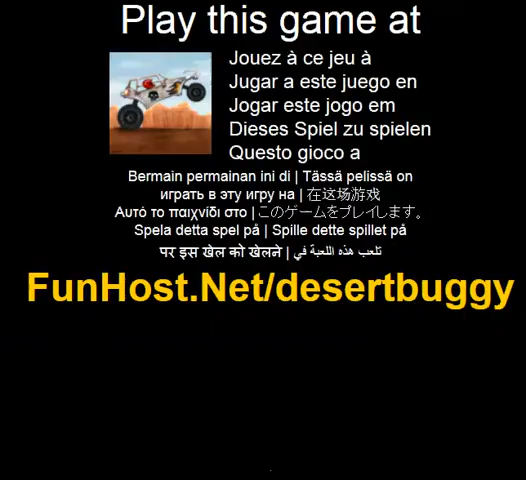 Play this game at
Jouez à ce jeu à
Jugar a este juego en
Jogar este jogo em
Dieses Spiel zu spielen
Questo gioco a
Bermain permainan ini di | Tässä pelissä on
играть в эту игру на | 在这场游戏
Αυτό το παιχνίδι στο | このゲームをプレイします。
Spela detta spel på | Spille dette spillet på
पर इस खेल को खेलने | تلعب هذه اللعبة في
FunHost.Net/desertbuggy